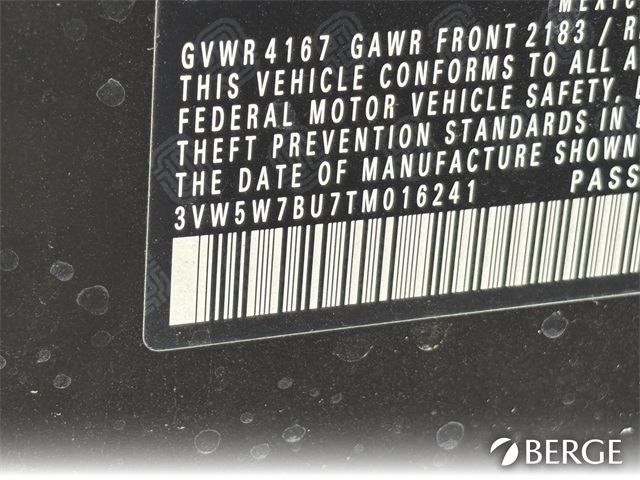 MEXIC
GVWR 4167 GAWR FRONT 2183 / R
THIS VEHICLE CONFORMS TO ALL A
FEDERAL MOTOR VEHICLE SAFETY,
THEFT PREVENTION STANDARDS IN
THE DATE OF MANUFACTURE SHOWN
3VW5W7BU7TM016241 PASS
BERGE